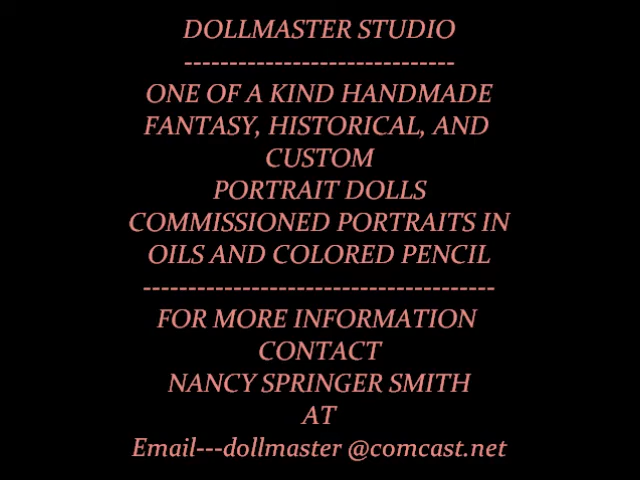 DOLLMASTER STUDIO
------------------------------
ONE OF A KIND HANDMADE
FANTASY, HISTORICAL, AND
CUSTOM
PORTRAIT DOLLS
COMMISSIONED PORTRAITS IN
OILS AND COLORED PENCIL
---------------------------------------
FOR MORE INFORMATION
CONTACT
NANCY SPRINGER SMITH
AT
Email---dollmaster @comcast.net